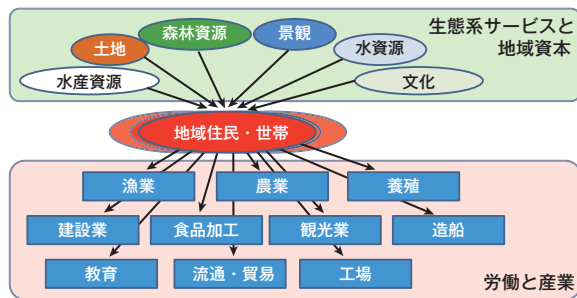 生態系サービスと
地域資本
森林資源
景観
土地
水資源
水産資源
文化
地域住民・世帯
漁業
農業
養殖
建設業
食品加工
観光業
造船
教育
流通・貿易
工場
労働と産業